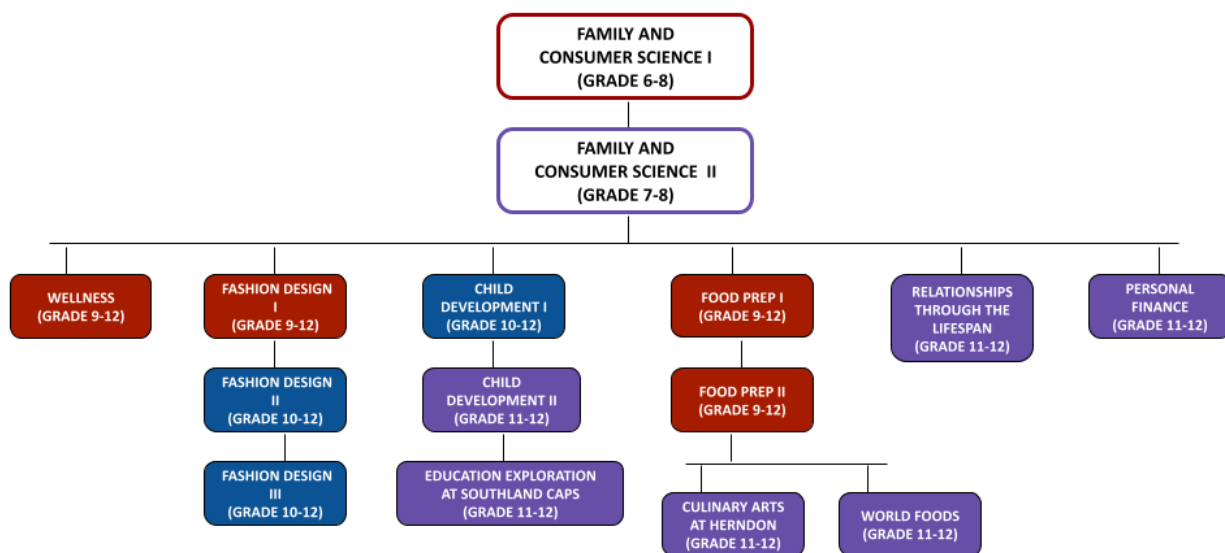 FAMILY AND
CONSUMER SCIENCE I
(GRADE 6-8)
FAMILY AND
CONSUMER SCIENCE  II
(GRADE 7-8)
WELLNESS
(GRADE 9-12)
FASHION DESIGN
I
(GRADE 9-12)
CHILD
DEVELOPMENT I
(GRADE 10-12)
FOOD PREP I
(GRADE 9-12)
RELATIONSHIPS
THROUGH THE
LIFESPAN
(GRADE 11-12)
PERSONAL
FINANCE
(GRADE 11-12)
FASHION DESIGN
II
(GRADE 10-12)
CHILD
DEVELOPMENT II
(GRADE 11-12)
FOOD PREP II
(GRADE 9-12)
FASHION DESIGN
III
(GRADE 10-12)
EDUCATION EXPLORATION
AT SOUTHLAND CAPS
(GRADE 11-12)
CULINARY ARTS
AT HERNDON
(GRADE 11-12)
WORLD FOODS
(GRADE 11-12)